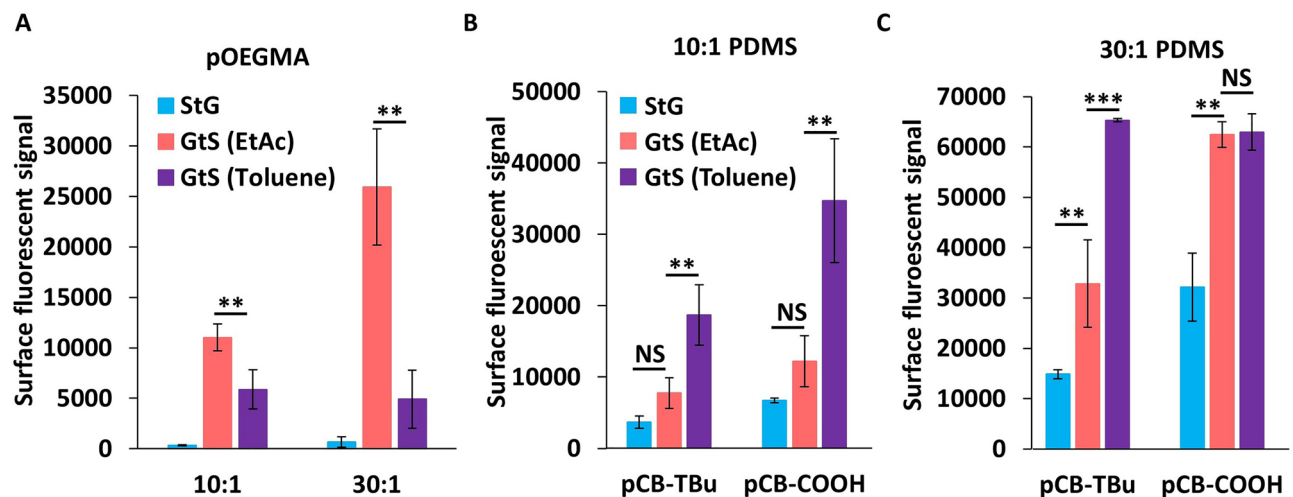 A
pOEGMA
Surface fluorescent signal
35000
30000
25000
20000
15000
10000
5000
0
StG
GtS (EtAc)
GtS (Toluene)
**
**
10:1
30:1
B
10:1 PDMS
Surface fluroescent signal
50000
40000
30000
20000
10000
0
StG
GtS (EtAc)
GtS (Toluene)
NS
**
NS
**
pCB-TBu
pCB-COOH
C
30:1 PDMS
Surface fluroescent signal
70000
60000
50000
40000
30000
20000
10000
0
**
***
**
NS
pCB-TBu
pCB-COOH